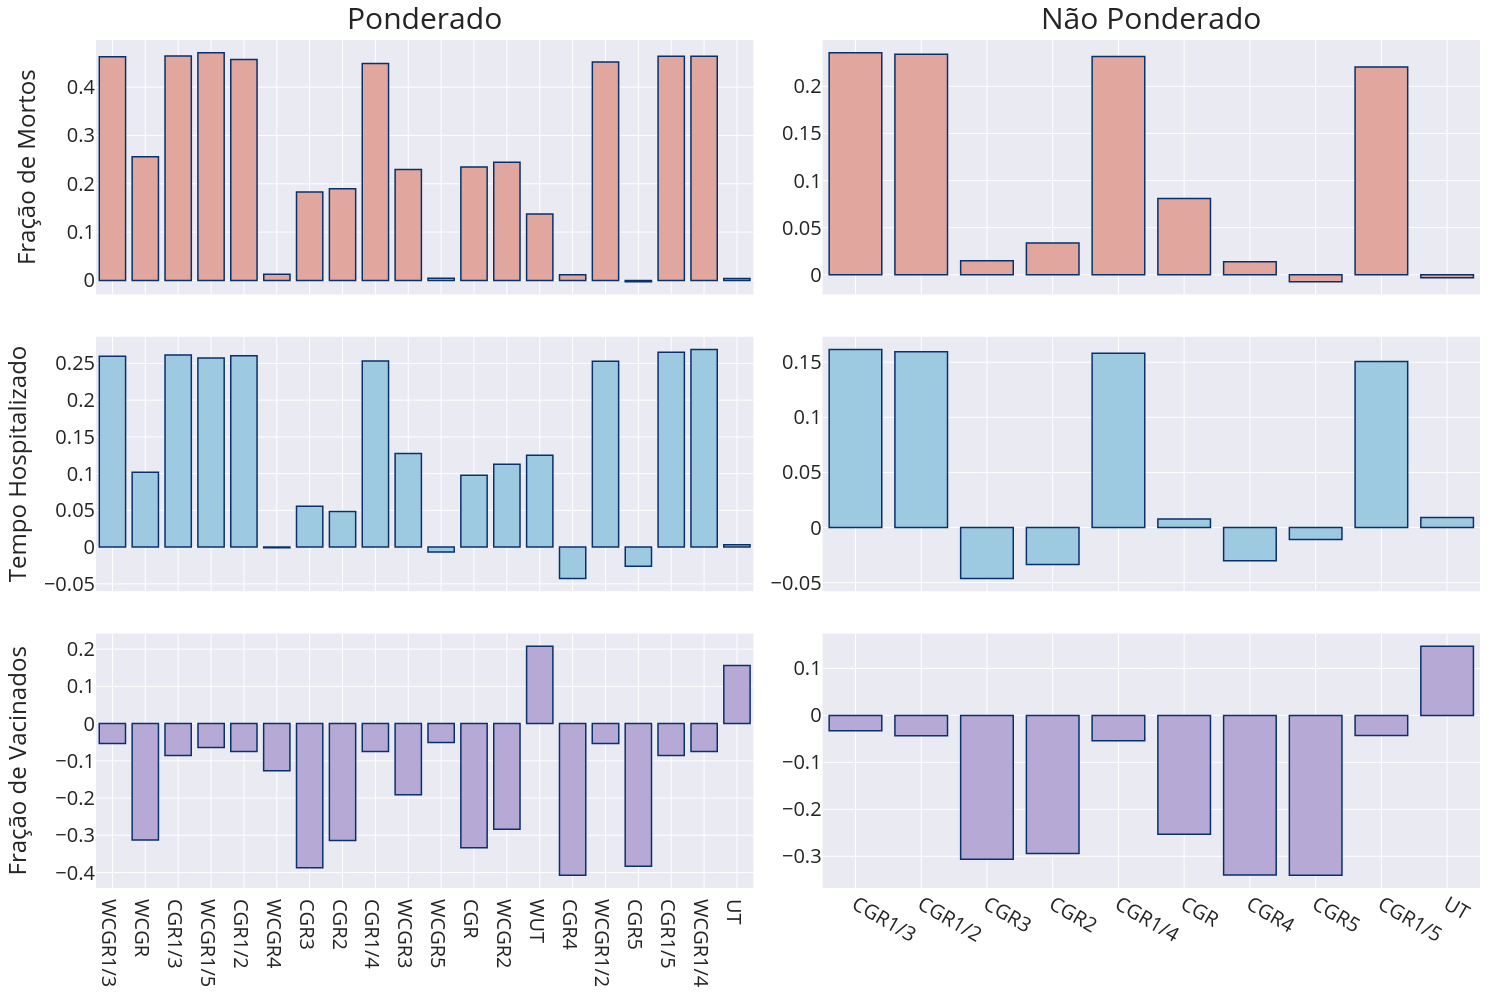 Ponderado
Não Ponderado
Fração de Mortos
0.4
0.3
0.2
0.1
0
0.2
0.15
0.1
0.05
0
Tempo Hospitalizado
0.25
0.2
0.15
0.1
0.05
0
−0.05
0.15
0.1
0.05
0
−0.05
Fração de Vacinados
0.2
0.1
0
−0.1
−0.2
−0.3
−0.4
0.1
0
−0.1
−0.2
−0.3
WCGR1/3
WCGR
CGR1/3
WCGR1/5
CGR1/2
WCGR4
CGR3
CGR2
CGR1/4
WCGR3
WCGR5
CGR
WCGR2
WUT
CGR4
WCGR1/2
CGR5
CGR1/5
WCGR1/4
UT
CGR1/3
CGR1/2
CGR3
CGR2
CGR1/4
CGR
CGR4
CGR5
CGR1/5
UT